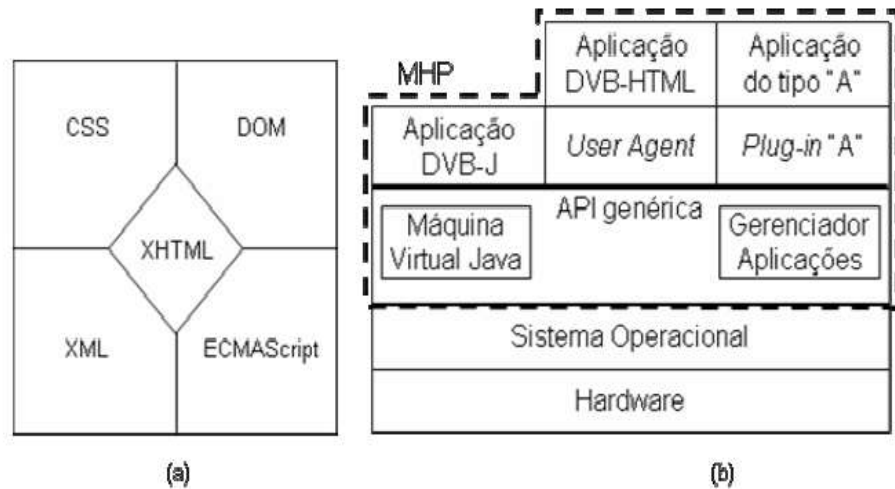 CSS
DOM
XHTML
XML
ECMAScript
(a)
MHP
Aplicação
DVB-HTML
Aplicação
do tipo "A"
Aplicação
DVB-J
User Agent
Plug-in "A"
API genérica
Máquina
Virtual Java
Gerenciador
Aplicações
Sistema Operacional
Hardware
(b)